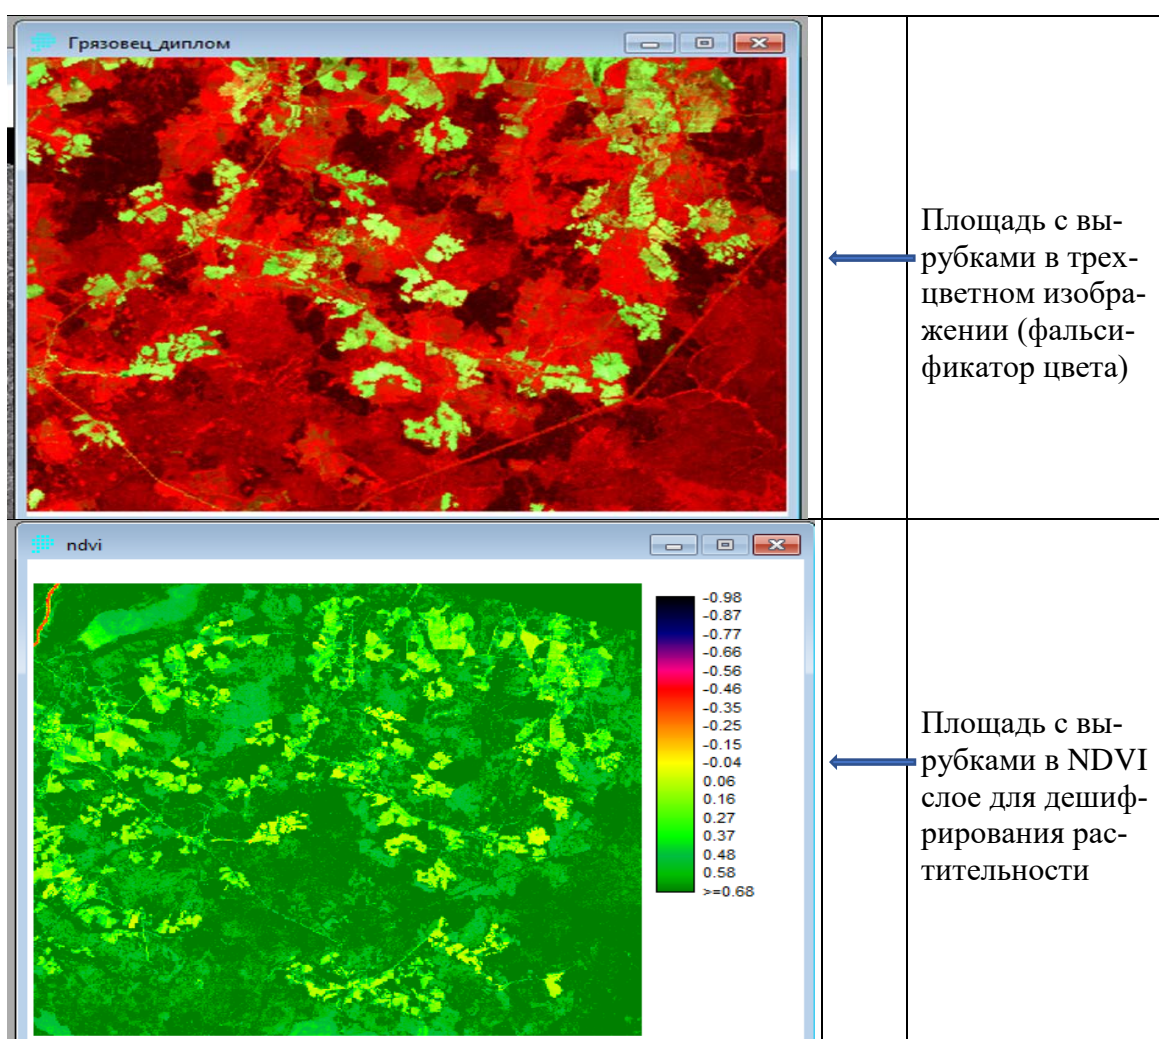 Грязовец_диплом
Площадь с вы-
рубками в трех-
цветном изобра-
жении (фальси-
фикатор цвета)
ndvi
-0.98
-0.87
-0.77
-0.66
-0.56
-0.46
-0.35
-0.25
-0.15
-0.04
0.06
0.16
0.27
0.37
0.48
0.58
>=0.68
Площадь с вы-
рубками в NDVI
слое для дешиф-
рирования рас-
тительности